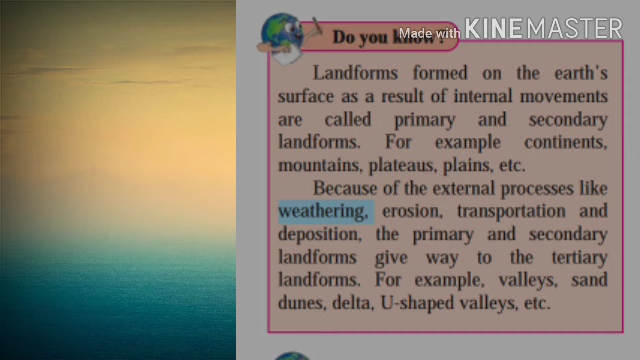 Made with KINEMASTER
Do you know?
Landforms formed on the earth's
surface as a result of internal movements
are called primary and secondary
landforms. For example continents,
mountains, plateaus, plains, etc.
Because of the external processes like
weathering, erosion, transportation and
deposition, the primary and secondary
landforms give way to the tertiary
landforms. For example, valleys, sand
dunes, delta, U-shaped valleys, etc.